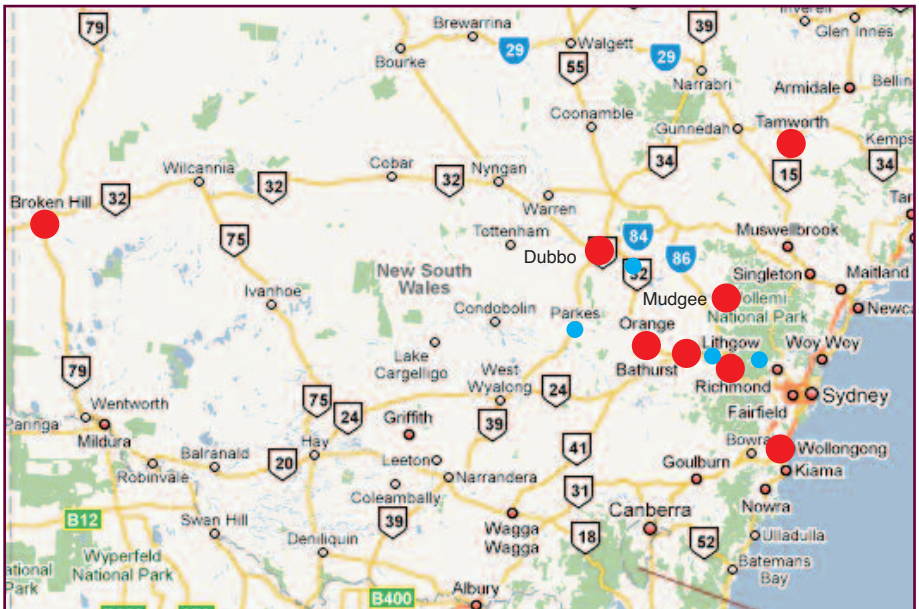 79
Brewarrina
39
Inverell
Glen Innes
Bourke
29
Walgett
29
55
Narrabri
Armidale
Coonamble
Gunnedah
Tamworth
Kemps
Wilcannia
Cobar
Nyngan
34
34
32
32
32
15
Broken Hill
Warren
75
Tottenham
84
Muswellbrook
Dubbo
86
Maitland
New South
Wales
32
Singleton
Ivanhoe
Mudgee
Wollemi
National Park
Newc
Condobolin
Parkes
Orange
Lithgow
Woy Woy
Lake
Cargelligo
79
West
Wyalong
Bathurst
Richmond
Sydney
75
24
24
Fairfield
Wentworth
Paringa
Mildura
Griffith
39
Bowra
Wollongong
Hay
41
Balranald
Robinvale
20
Leeton
Narrandera
Goulburn
Kiama
Coleambally
31
Nowra
B12
Swan Hill
39
Wagga
Wagga
Canberra
Deniliquin
18
52
Ulladulla
Wyperfeld
National Park
Batemans
Bay
ational
Park
Albury
B400